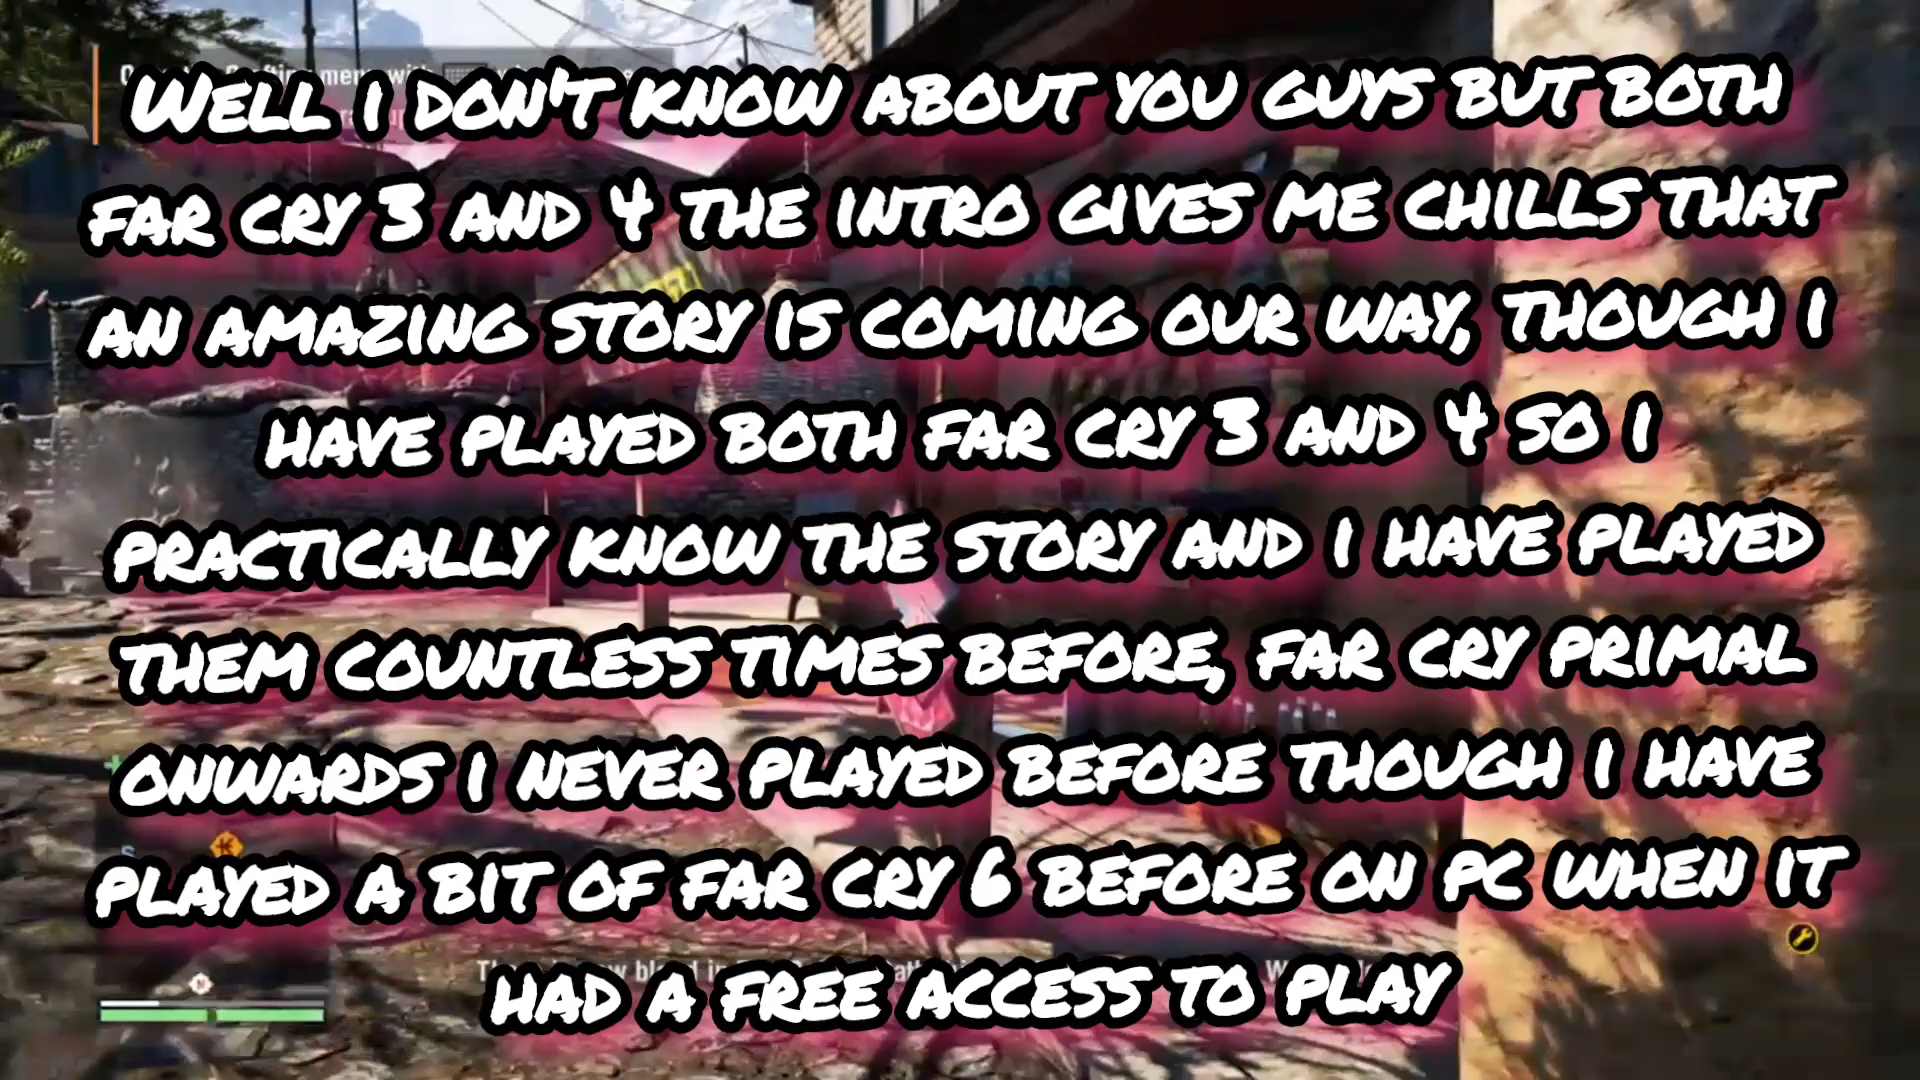 WELL I DON'T KNOW ABOUT YOU GUYS BUT BOTH
FAR CRY 3 AND 4 THE INTRO GIVES ME CHILLS THAT
AN AMAZING STORY IS COMING OUR WAY, THOUGH I
HAVE PLAYED BOTH FAR CRY 3 AND 4 SO I
PRACTICALLY KNOW THE STORY AND I HAVE PLAYED
THEM COUNTLESS TIMES BEFORE, FAR CRY PRIMAL
ONWARDS I NEVER PLAYED BEFORE THOUGH I HAVE
PLAYED A BIT OF FAR CRY 6 BEFORE ON PC WHEN IT
HAD A FREE ACCESS TO PLAY